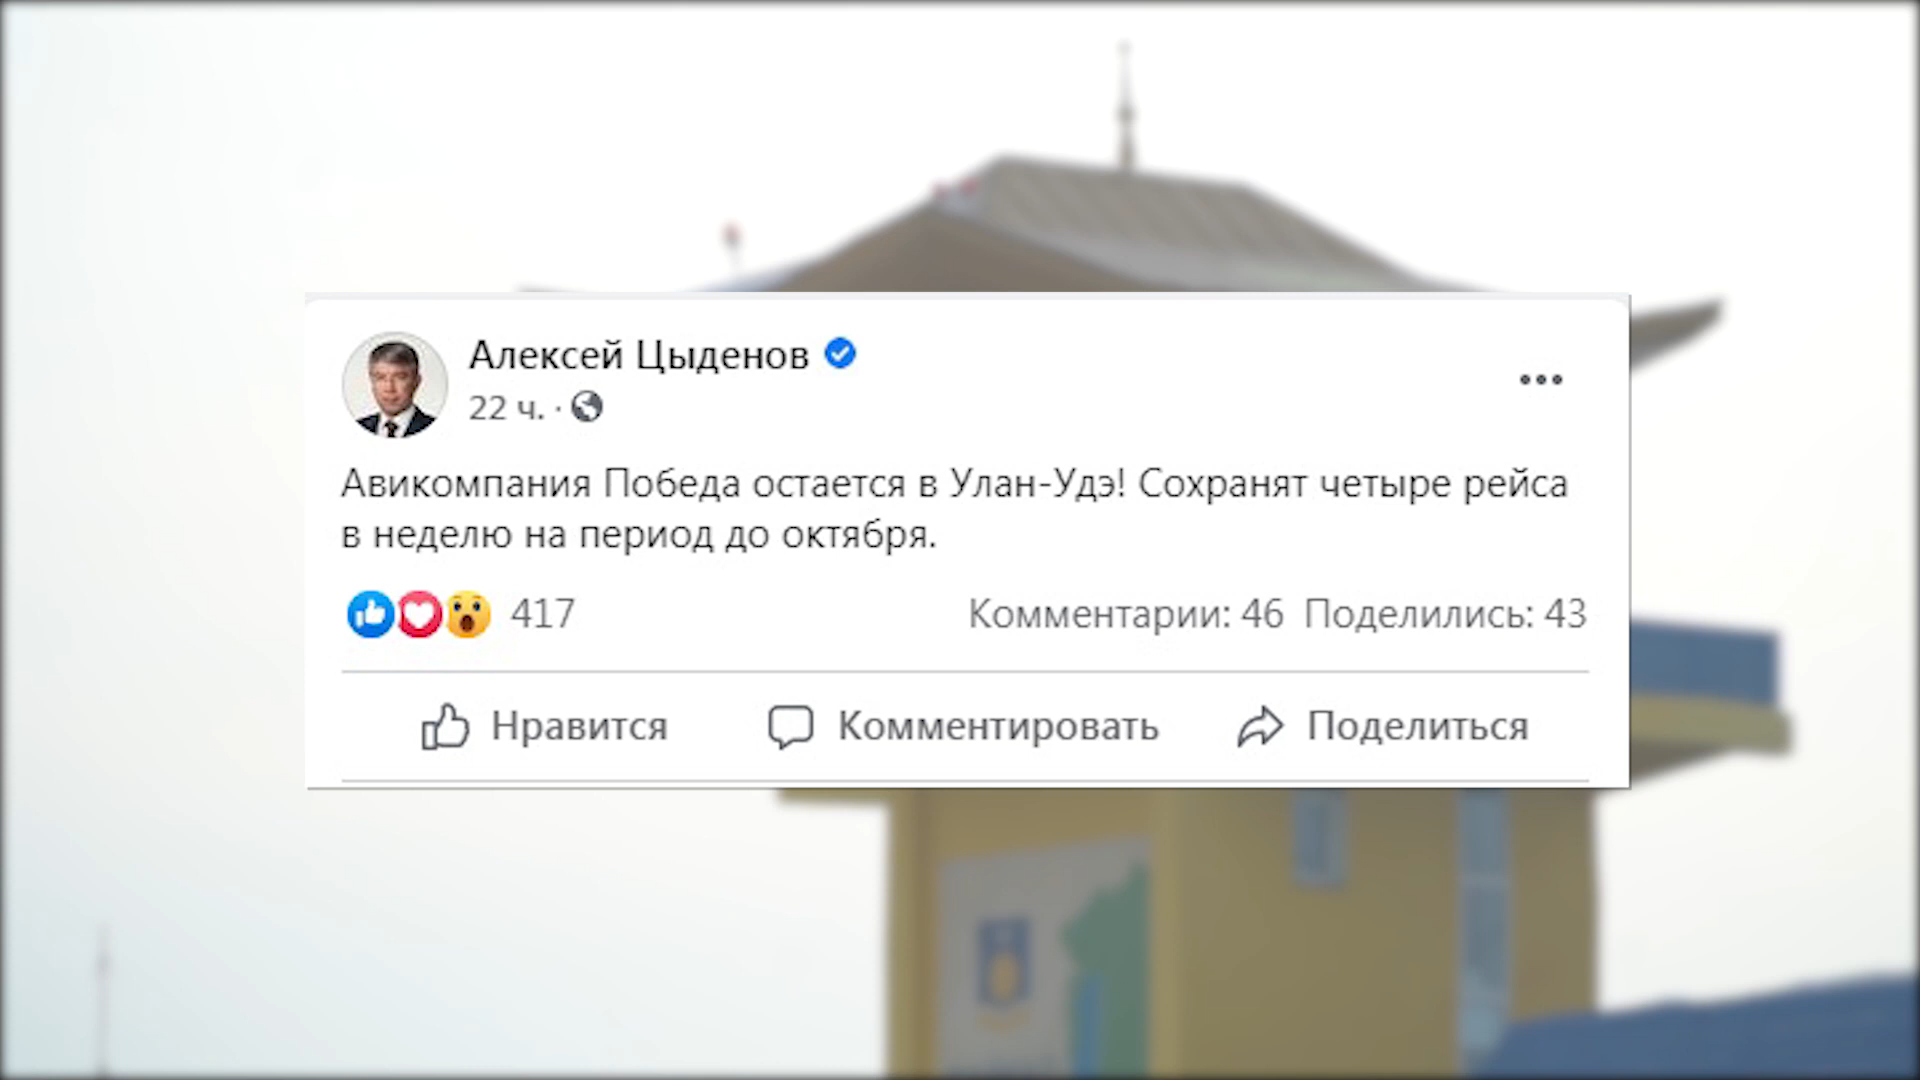 Алексей Цыденов
22 ч. ·
Авикомпания Победа остается в Улан-Удэ! Сохранят четыре рейса
в неделю на период до октября.
417 Комментарии: 46 Поделились: 43
Нравится Комментировать Поделиться